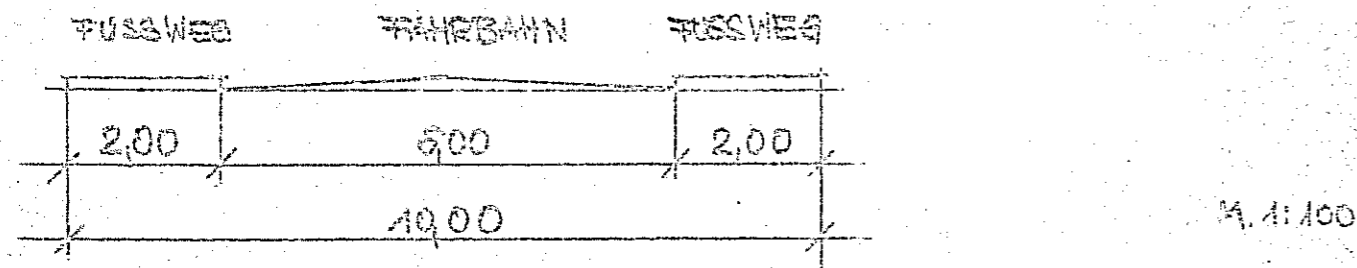 FUSSWEG FAHRBAHN FUSSWEG
2,00 6,00 2,00
10,00
M. 1:100